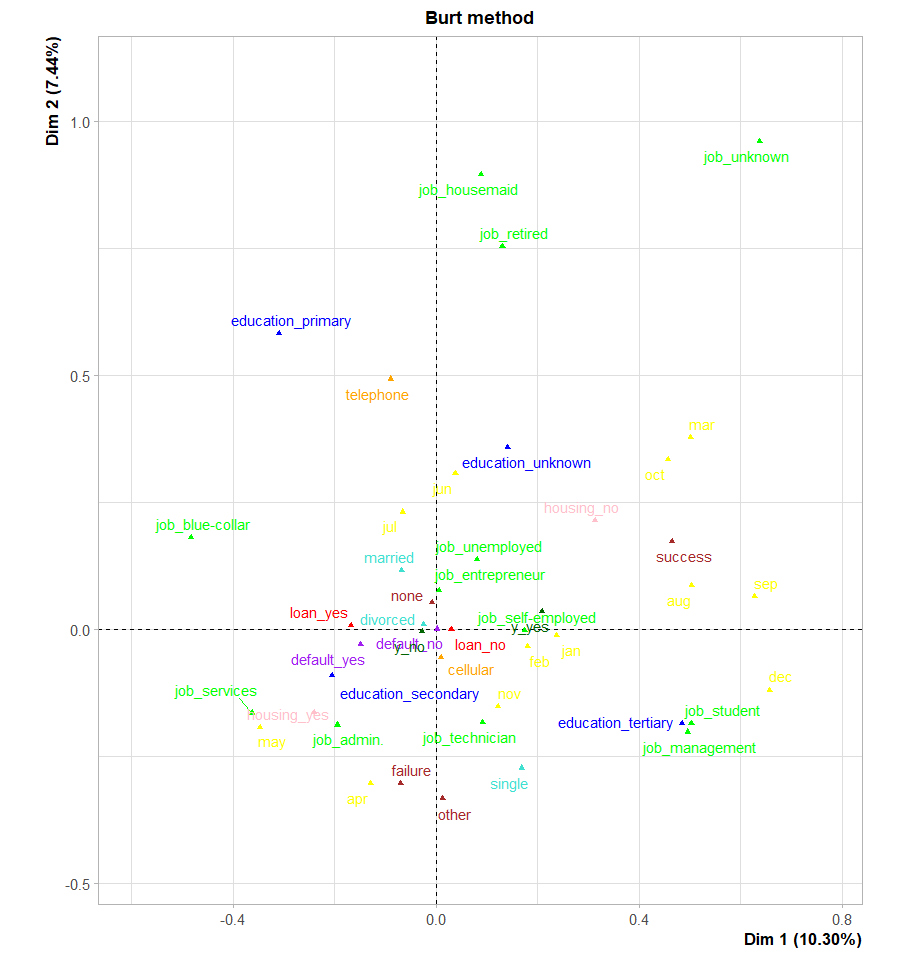 Burt method
Dim 2 (7.44%)
1.0
job_unknown
job_housemaid
job_retired
education_primary
0.5
telephone
mar
education_unknown
oct
jun
housing_no
job_blue-collar
jul
job_unemployed
married
success
job_entrepreneur
sep
none
aug
loan_yes
divorced
job_self-employed
y_yes
0.0
default_no
y_no
loan_no
jan
default_yes
feb
cellular
dec
job_services
education_secondary
nov
housing_yes
job_student
education_tertiary
may
job_admin.
job_technician
job_management
failure
single
apr
other
-0.5
-0.4
0.0
0.4
0.8
Dim 1 (10.30%)